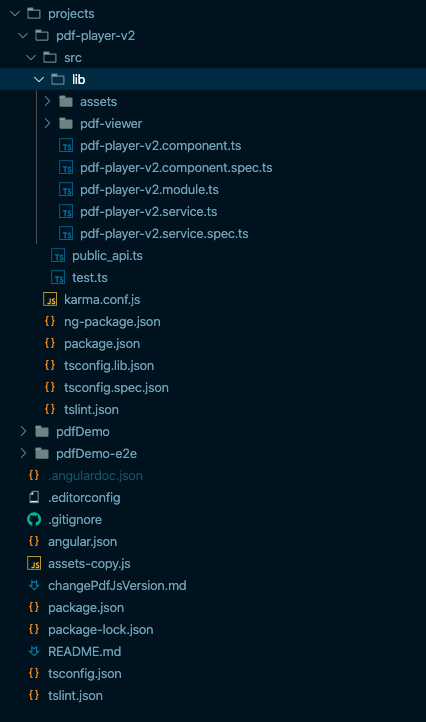 projects
pdf-player-v2
src
lib
assets
pdf-viewer
TS pdf-player-v2.component.ts
TS pdf-player-v2.component.spec.ts
TS pdf-player-v2.module.ts
TS pdf-player-v2.service.ts
TS pdf-player-v2.service.spec.ts
TS public_api.ts
TS test.ts
JS karma.conf.js
{} ng-package.json
{} package.json
{} tsconfig.lib.json
{} tsconfig.spec.json
{} tslint.json
pdfDemo
pdfDemo-e2e
{} .angulardoc.json
.editorconfig
.gitignore
{} angular.json
JS assets-copy.js
changePdfJsVersion.md
{} package.json
{} package-lock.json
README.md
{} tsconfig.json
{} tslint.json